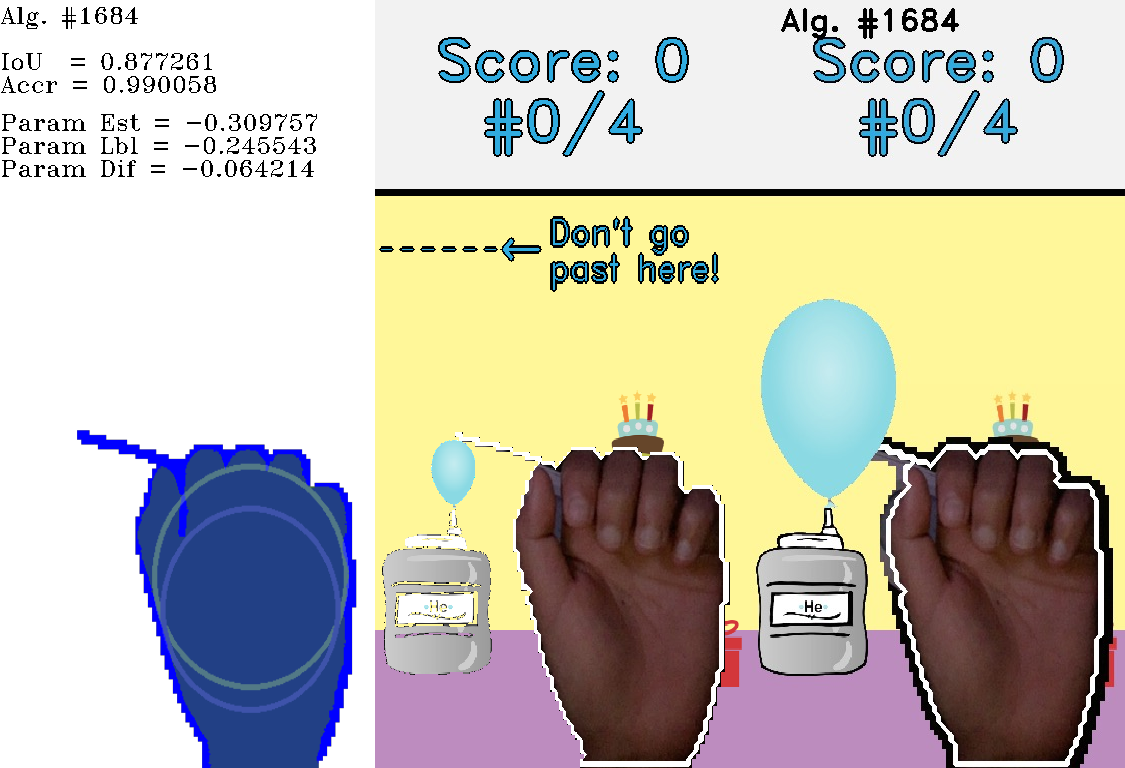 Alg. #1684
IoU = 0.877261
Accr = 0.990058
Param Est = −0.309757
Param Lbl = −0.245543
Param Dif = −0.064214
Score: 0
#0/4
Don't go
past here!
He
Alg. #1684
Score: 0
#0/4
He